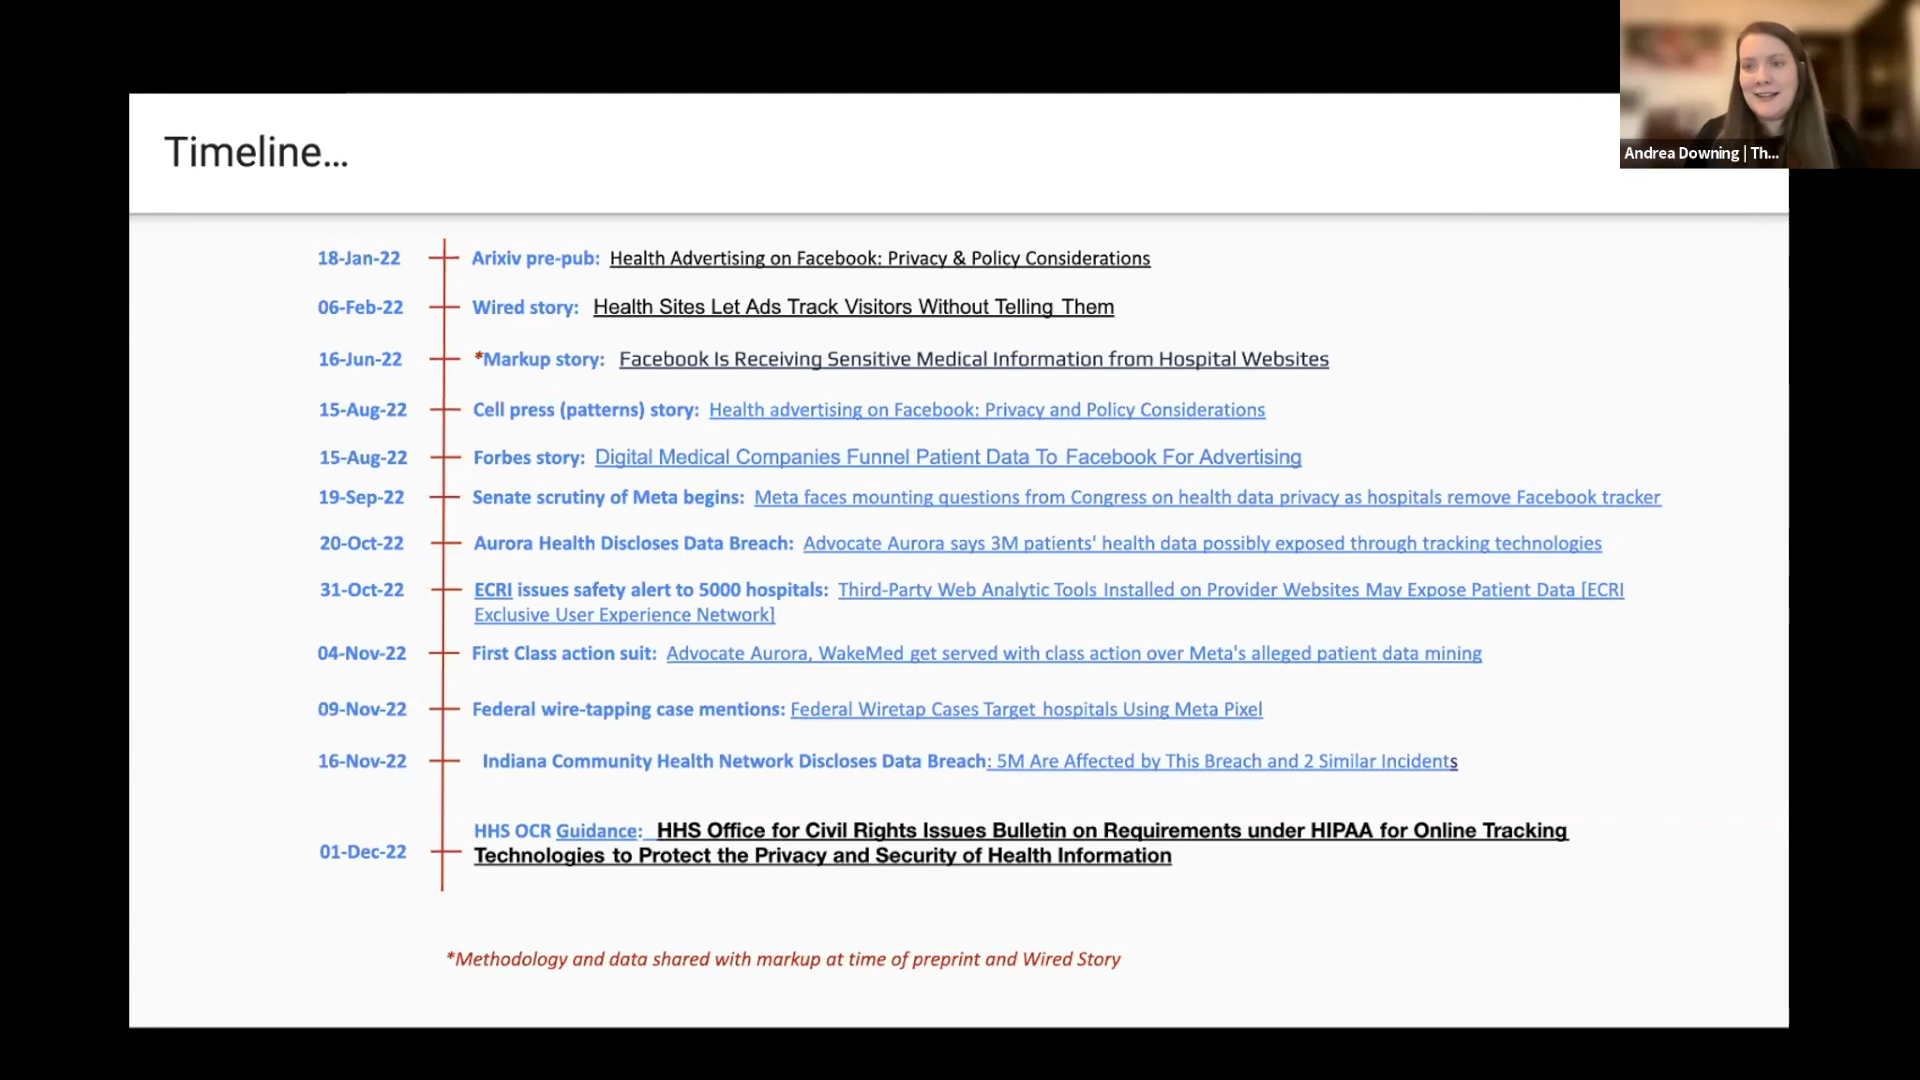 Andrea Downing | Th...
Timeline...
18-Jan-22 Arixiv pre-pub: Health Advertising on Facebook: Privacy & Policy Considerations
06-Feb-22 Wired story: Health Sites Let Ads Track Visitors Without Telling Them
16-Jun-22 *Markup story: Facebook Is Receiving Sensitive Medical Information from Hospital Websites
15-Aug-22 Cell press (patterns) story: Health advertising on Facebook: Privacy and Policy Considerations
15-Aug-22 Forbes story: Digital Medical Companies Funnel Patient Data To Facebook For Advertising
19-Sep-22 Senate scrutiny of Meta begins: Meta faces mounting questions from Congress on health data privacy as hospitals remove Facebook tracker
20-Oct-22 Aurora Health Discloses Data Breach: Advocate Aurora says 3M patients' health data possibly exposed through tracking technologies
31-Oct-22 ECRI issues safety alert to 5000 hospitals: Third-Party Web Analytic Tools Installed on Provider Websites May Expose Patient Data [ECRI
Exclusive User Experience Network]
04-Nov-22 First Class action suit: Advocate Aurora, WakeMed get served with class action over Meta's alleged patient data mining
09-Nov-22 Federal wire-tapping case mentions: Federal Wiretap Cases Target hospitals Using Meta Pixel
16-Nov-22 Indiana Community Health Network Discloses Data Breach: 5M Are Affected by This Breach and 2 Similar Incidents
HHS OCR Guidance: HHS Office for Civil Rights Issues Bulletin on Requirements under HIPAA for Online Tracking
01-Dec-22 Technologies to Protect the Privacy and Security of Health Information
*Methodology and data shared with markup at time of preprint and Wired Story